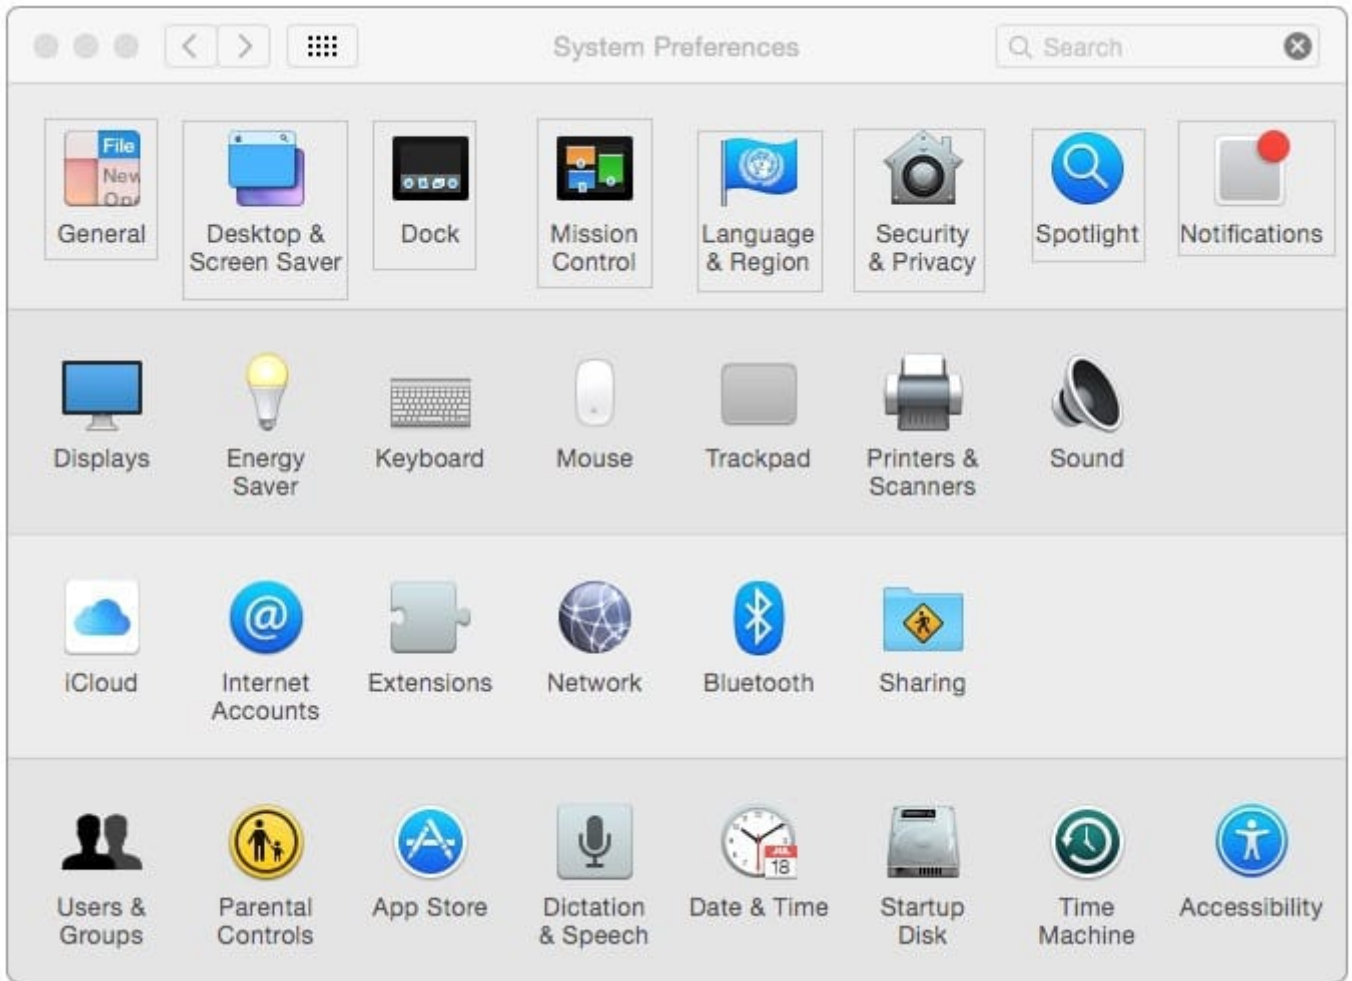 System Preferences
Search
File
New
General
Desktop &
Screen Saver
Dock
Mission
Control
Language
& Region
Security
& Privacy
Spotlight
Notifications
Displays
Energy
Saver
Keyboard
Mouse
Trackpad
Printers &
Scanners
Sound
@
iCloud
Internet
Accounts
Extensions
Network
Bluetooth
Sharing
JUL
18
Users &
Groups
Parental
Controls
App Store
Dictation
& Speech
Date & Time
Startup
Disk
Time
Machine
Accessibility